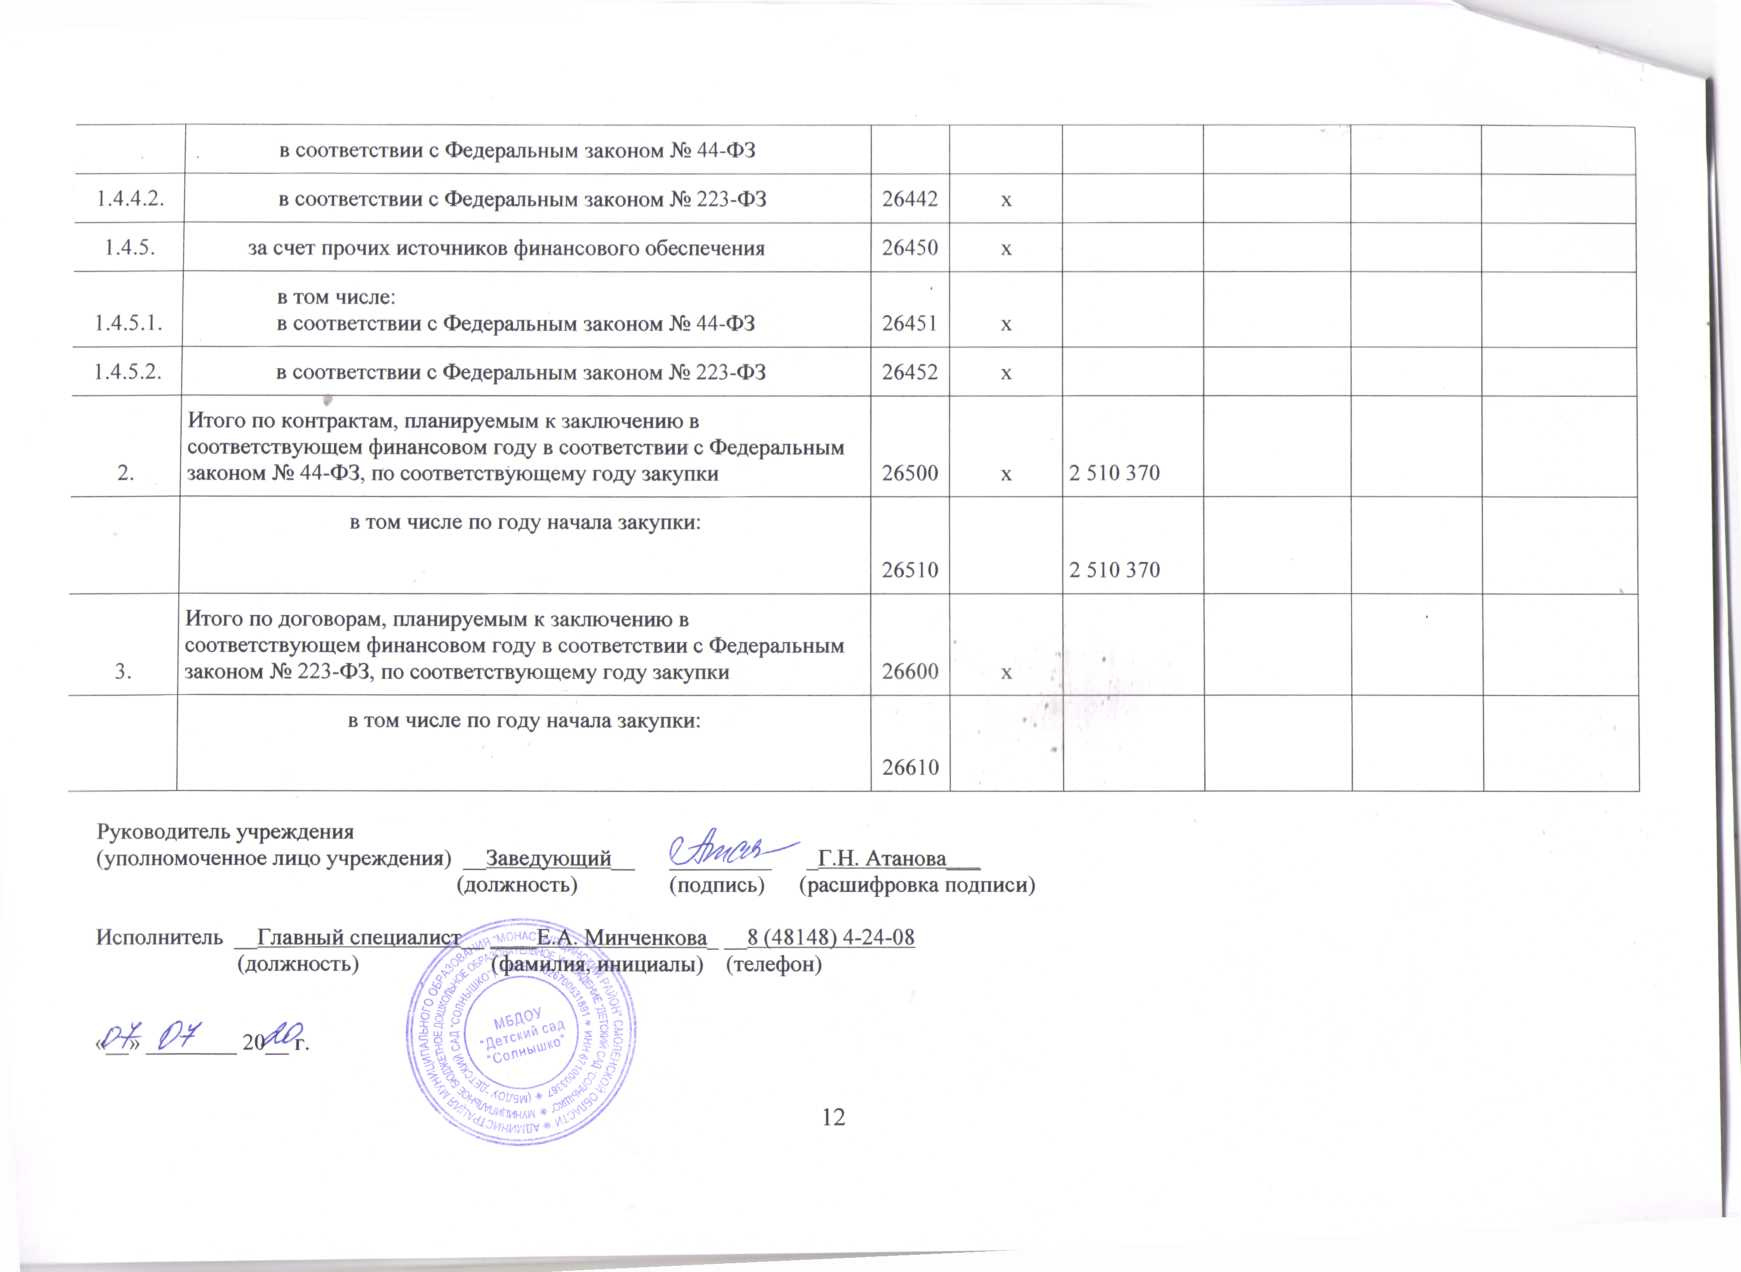 в соответствии с Федеральным законом № 44-ФЗ
1.4.4.2. в соответствии с Федеральным законом № 223-ФЗ 26442 х
1.4.5. за счет прочих источников финансового обеспечения 26450 х
в том числе:
1.4.5.1. в соответствии с Федеральным законом № 44-ФЗ 26451 х
1.4.5.2. в соответствии с Федеральным законом № 223-ФЗ 26452 х
Итого по контрактам, планируемым к заключению в
соответствующем финансовом году в соответствии с Федеральным
2. законом № 44-ФЗ, по соответствующему году закупки 26500 х 2 510 370
в том числе по году начала закупки:
26510 2 510 370
Итого по договорам, планируемым к заключению в
соответствующем финансовом году в соответствии с Федеральным
3. законом № 223-ФЗ, по соответствующему году закупки 26600 х
в том числе по году начала закупки:
26610
Руководитель учреждения
(уполномоченное лицо учреждения) Заведующий Г.Н. Атанова
(должность) (подпись) (расшифровка подписи)
Исполнитель Главный специалист Е.А. Минченкова 8 (48148) 4-24-08
(должность) (фамилия, инициалы) (телефон)
«07» 07 2020 г.
МБДОУ
"Детский сад
"Солнышко"
12